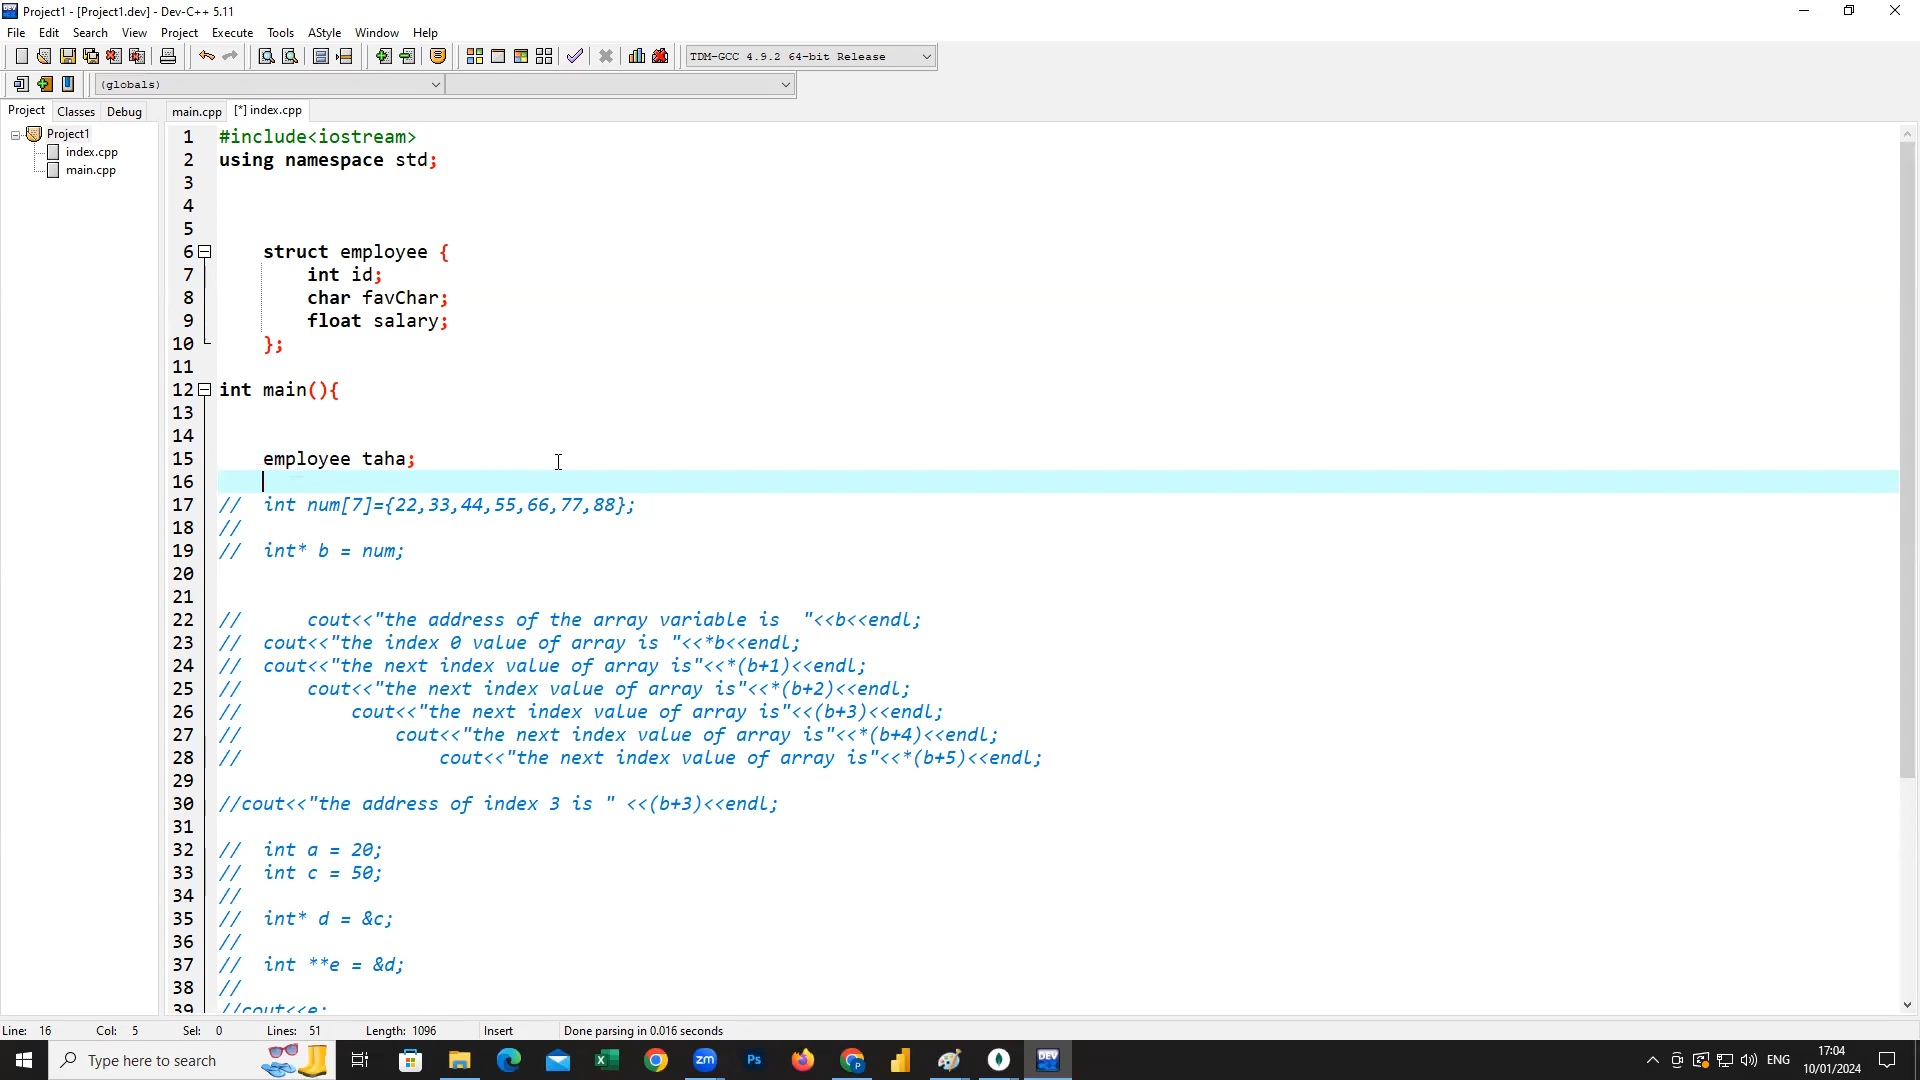 Project1 - [Project1.dev] - Dev-C++ 5.11
File Edit Search View Project Execute Tools AStyle Window Help
TDM-GCC 4.9.2 64-bit Release
(globals)
Project Classes Debug main.cpp [*] index.cpp
Project1
index.cpp
main.cpp
1 #include<iostream>
2 using namespace std;
3
4
5
6 struct employee {
7 int id;
8 char favChar;
9 float salary;
10 };
11
12 int main(){
13
14
15 employee taha;
16
17 // int num[7]={22,33,44,55,66,77,88};
18 //
19 // int* b = num;
20
21
22 // cout<<"the address of the array variable is  "<<b<<endl;
23 // cout<<"the index 0 value of array is "<<*b<<endl;
24 // cout<<"the next index value of array is"<<*(b+1)<<endl;
25 // cout<<"the next index value of array is"<<*(b+2)<<endl;
26 // cout<<"the next index value of array is"<<(b+3)<<endl;
27 // cout<<"the next index value of array is"<<*(b+4)<<endl;
28 // cout<<"the next index value of array is"<<*(b+5)<<endl;
29
30 //cout<<"the address of index 3 is " <<(b+3)<<endl;
31
32 // int a = 20;
33 // int c = 50;
34 //
35 // int* d = &c;
36 //
37 // int **e = &d;
38 //
39 //cout<<e;
Line: 16 Col: 5 Sel: 0 Lines: 51 Length: 1096 Insert Done parsing in 0.016 seconds
Type here to search
zm
Ps
DEV
ENG
17:04
10/01/2024